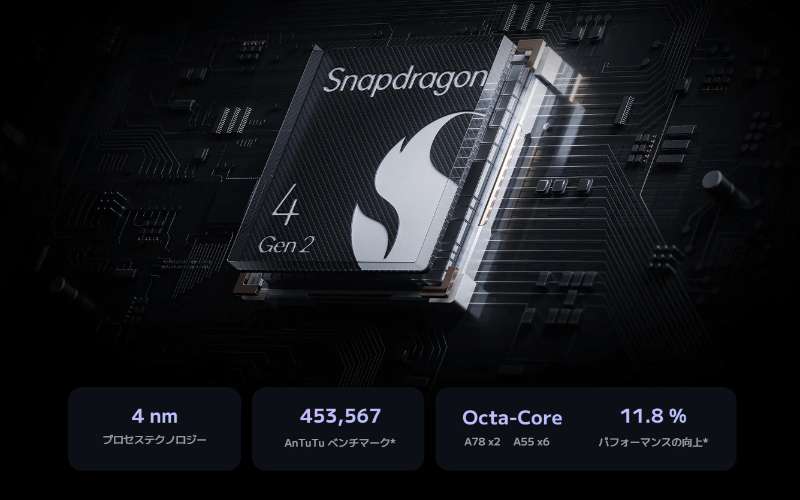 Snapdragon
4
Gen 2
4 nm
プロセステクノロジー
453,567
AnTuTu ベンチマーク*
Octa-Core
A78 x2 A55 x6
11.8 %
パフォーマンスの向上*